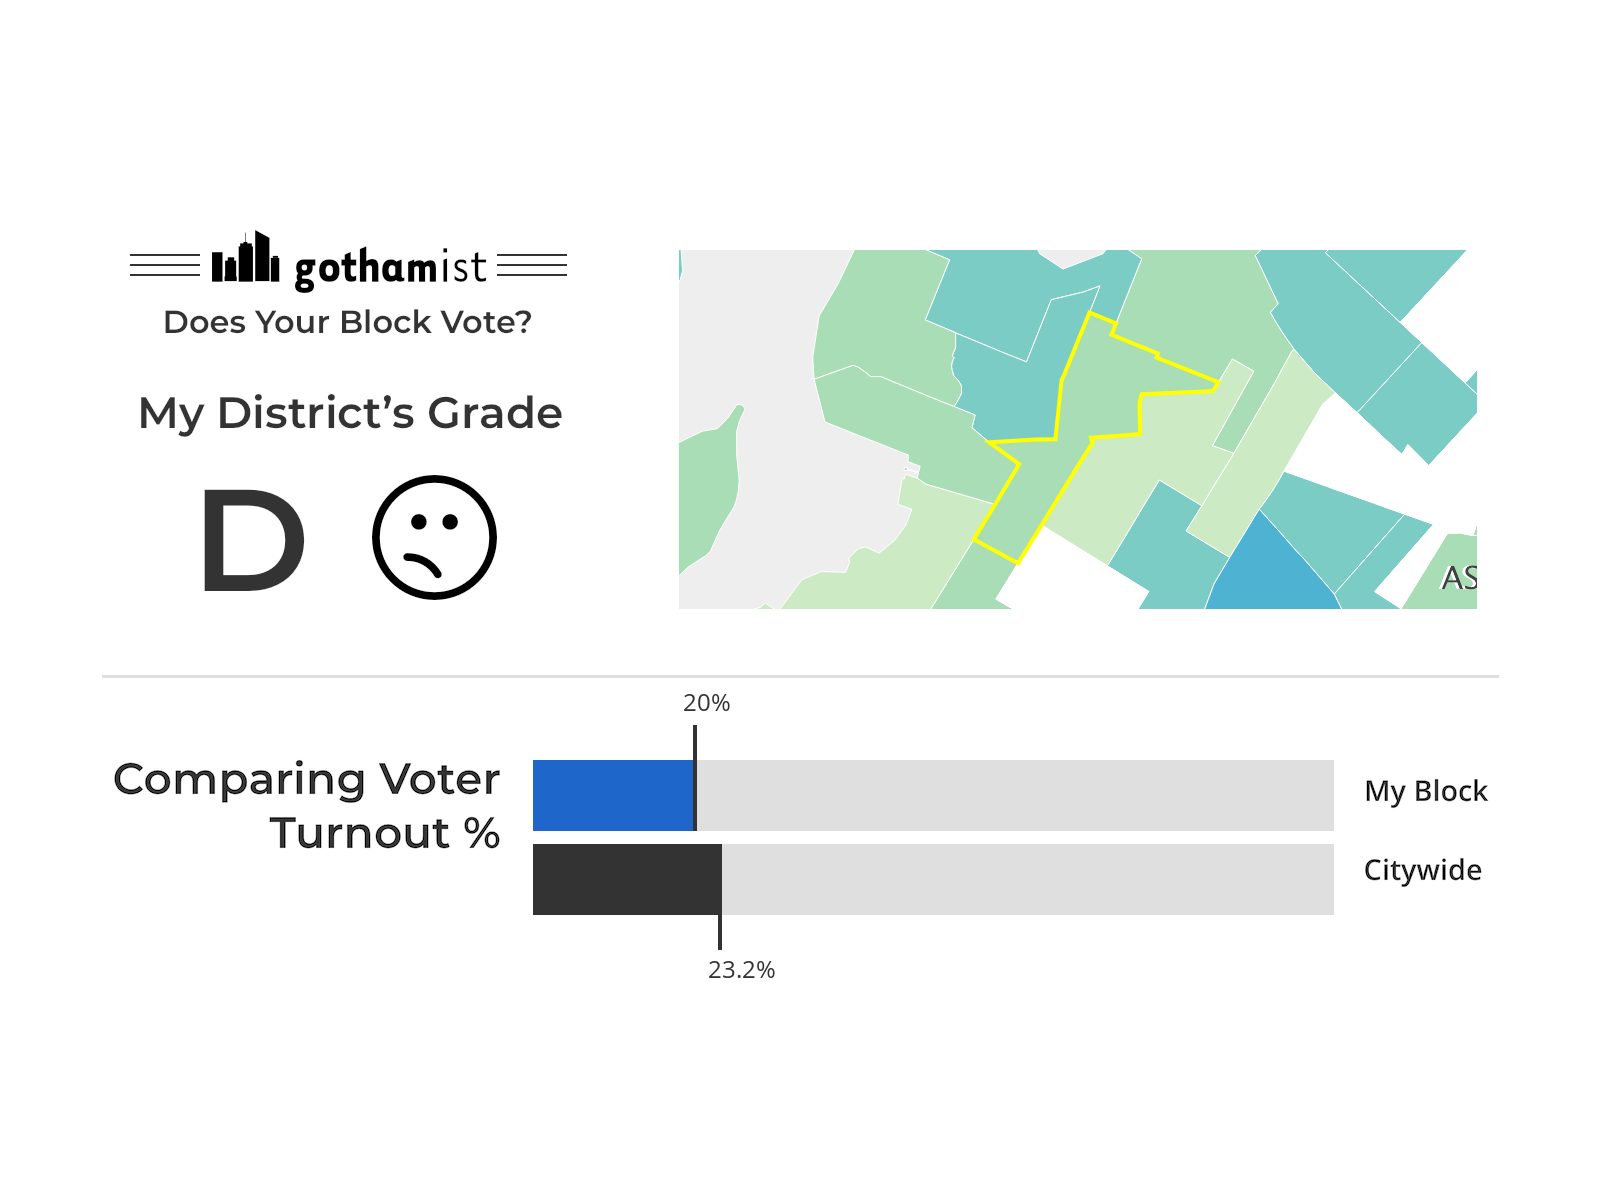 gothamist
Does Your Block Vote?
My District’s Grade
D
AS
20%
Comparing Voter
Turnout %
My Block
Citywide
23.2%